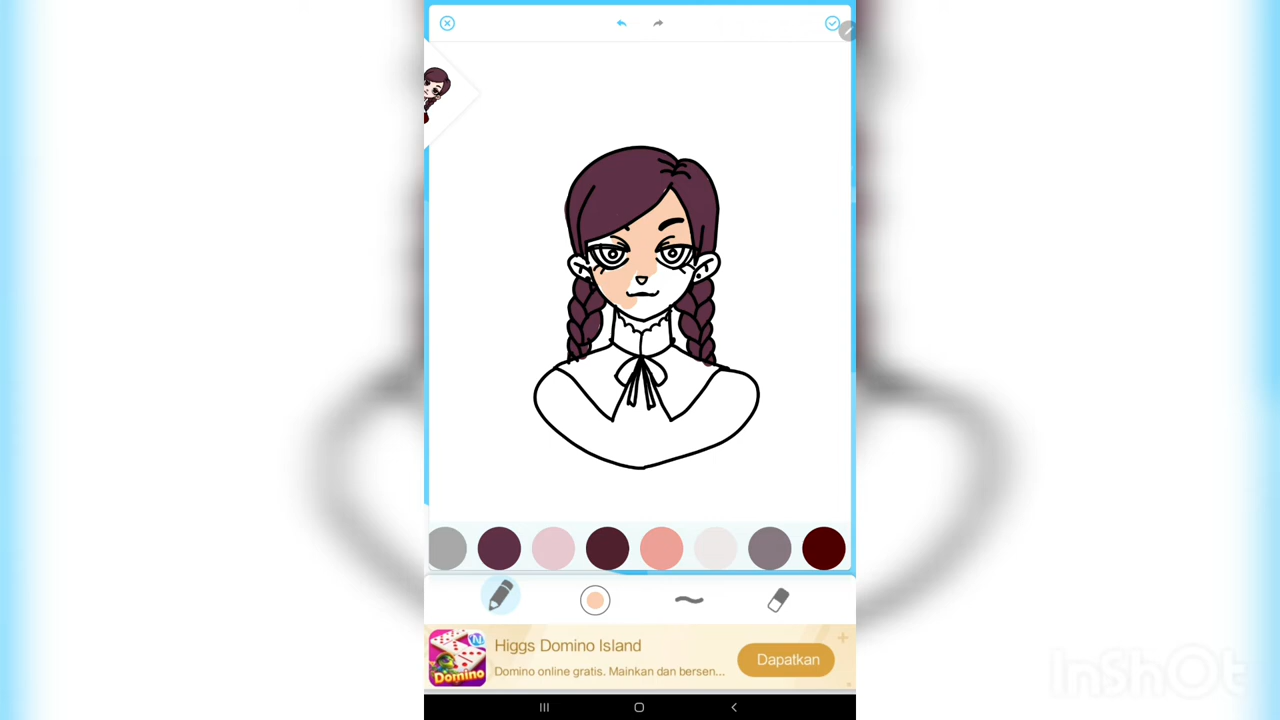 Higgs Domino Island
Domino online gratis. Mainkan dan bersen...
Dapatkan
Domino
InShOt